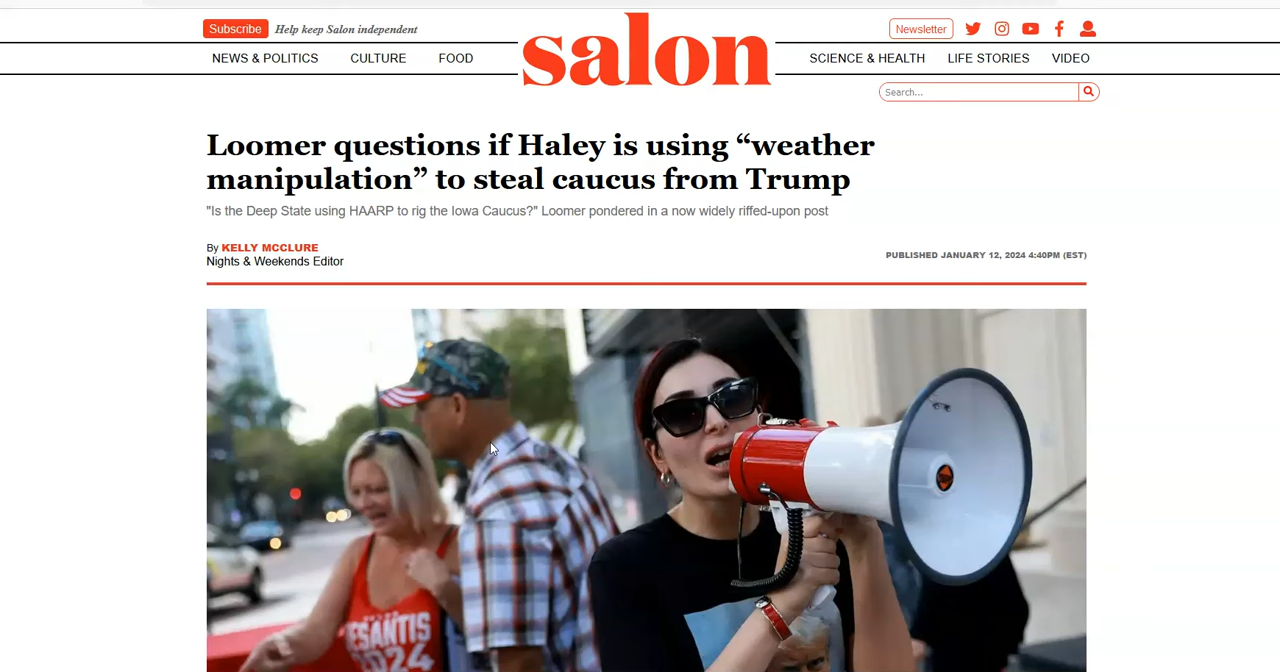 Subscribe Help keep Salon independent
Newsletter
salon
NEWS & POLITICS CULTURE FOOD
SCIENCE & HEALTH LIFE STORIES VIDEO
Search...
Loomer questions if Haley is using “weather
manipulation” to steal caucus from Trump
"Is the Deep State using HAARP to rig the Iowa Caucus?" Loomer pondered in a now widely riffed-upon post
By KELLY MCCLURE
Nights & Weekends Editor
PUBLISHED JANUARY 12, 2024 4:40PM (EST)
ESANTIS
2024